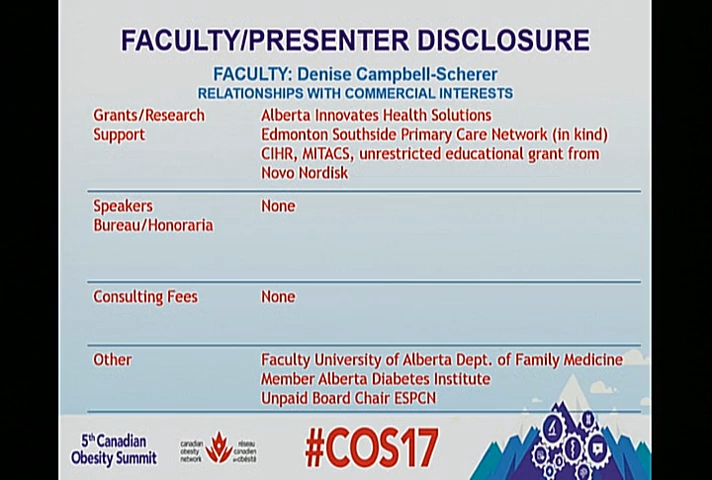 FACULTY/PRESENTER DISCLOSURE
FACULTY: Denise Campbell-Scherer
RELATIONSHIPS WITH COMMERCIAL INTERESTS
Grants/Research
Support
Alberta Innovates Health Solutions
Edmonton Southside Primary Care Network (in kind)
CIHR, MITACS, unrestricted educational grant from
Novo Nordisk
Speakers
Bureau/Honoraria
None
Consulting Fees
None
Other
Faculty University of Alberta Dept. of Family Medicine
Member Alberta Diabetes Institute
Unpaid Board Chair ESPCN
5th Canadian
Obesity Summit
canadian
obesity
network
réseau
canadien
en obésité
#COS17